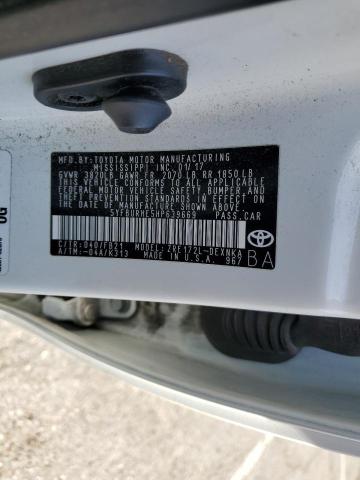 MFD. BY:
TOYOTA MOTOR MANUFACTURING
MISSISSIPPI, INC. 01/17
GVWR 3820LB GAWR FR 2070 LB RR 1850 LB
THIS VEHICLE CONFORMS TO ALL APPLICABLE
FEDERAL MOTOR VEHICLE SAFETY, BUMPER, AND
THEFT PREVENTION STANDARDS IN EFFECT ON
THE DATE OF MANUFACTURE SHOWN ABOVE.
5YFBURHE5HP639669 PASS.CAR
C/TR: 040/FB21
A/TM: -04A/K313
MODEL: ZRE172L-DEXNKA
MADE IN U.S.A. 967
BA